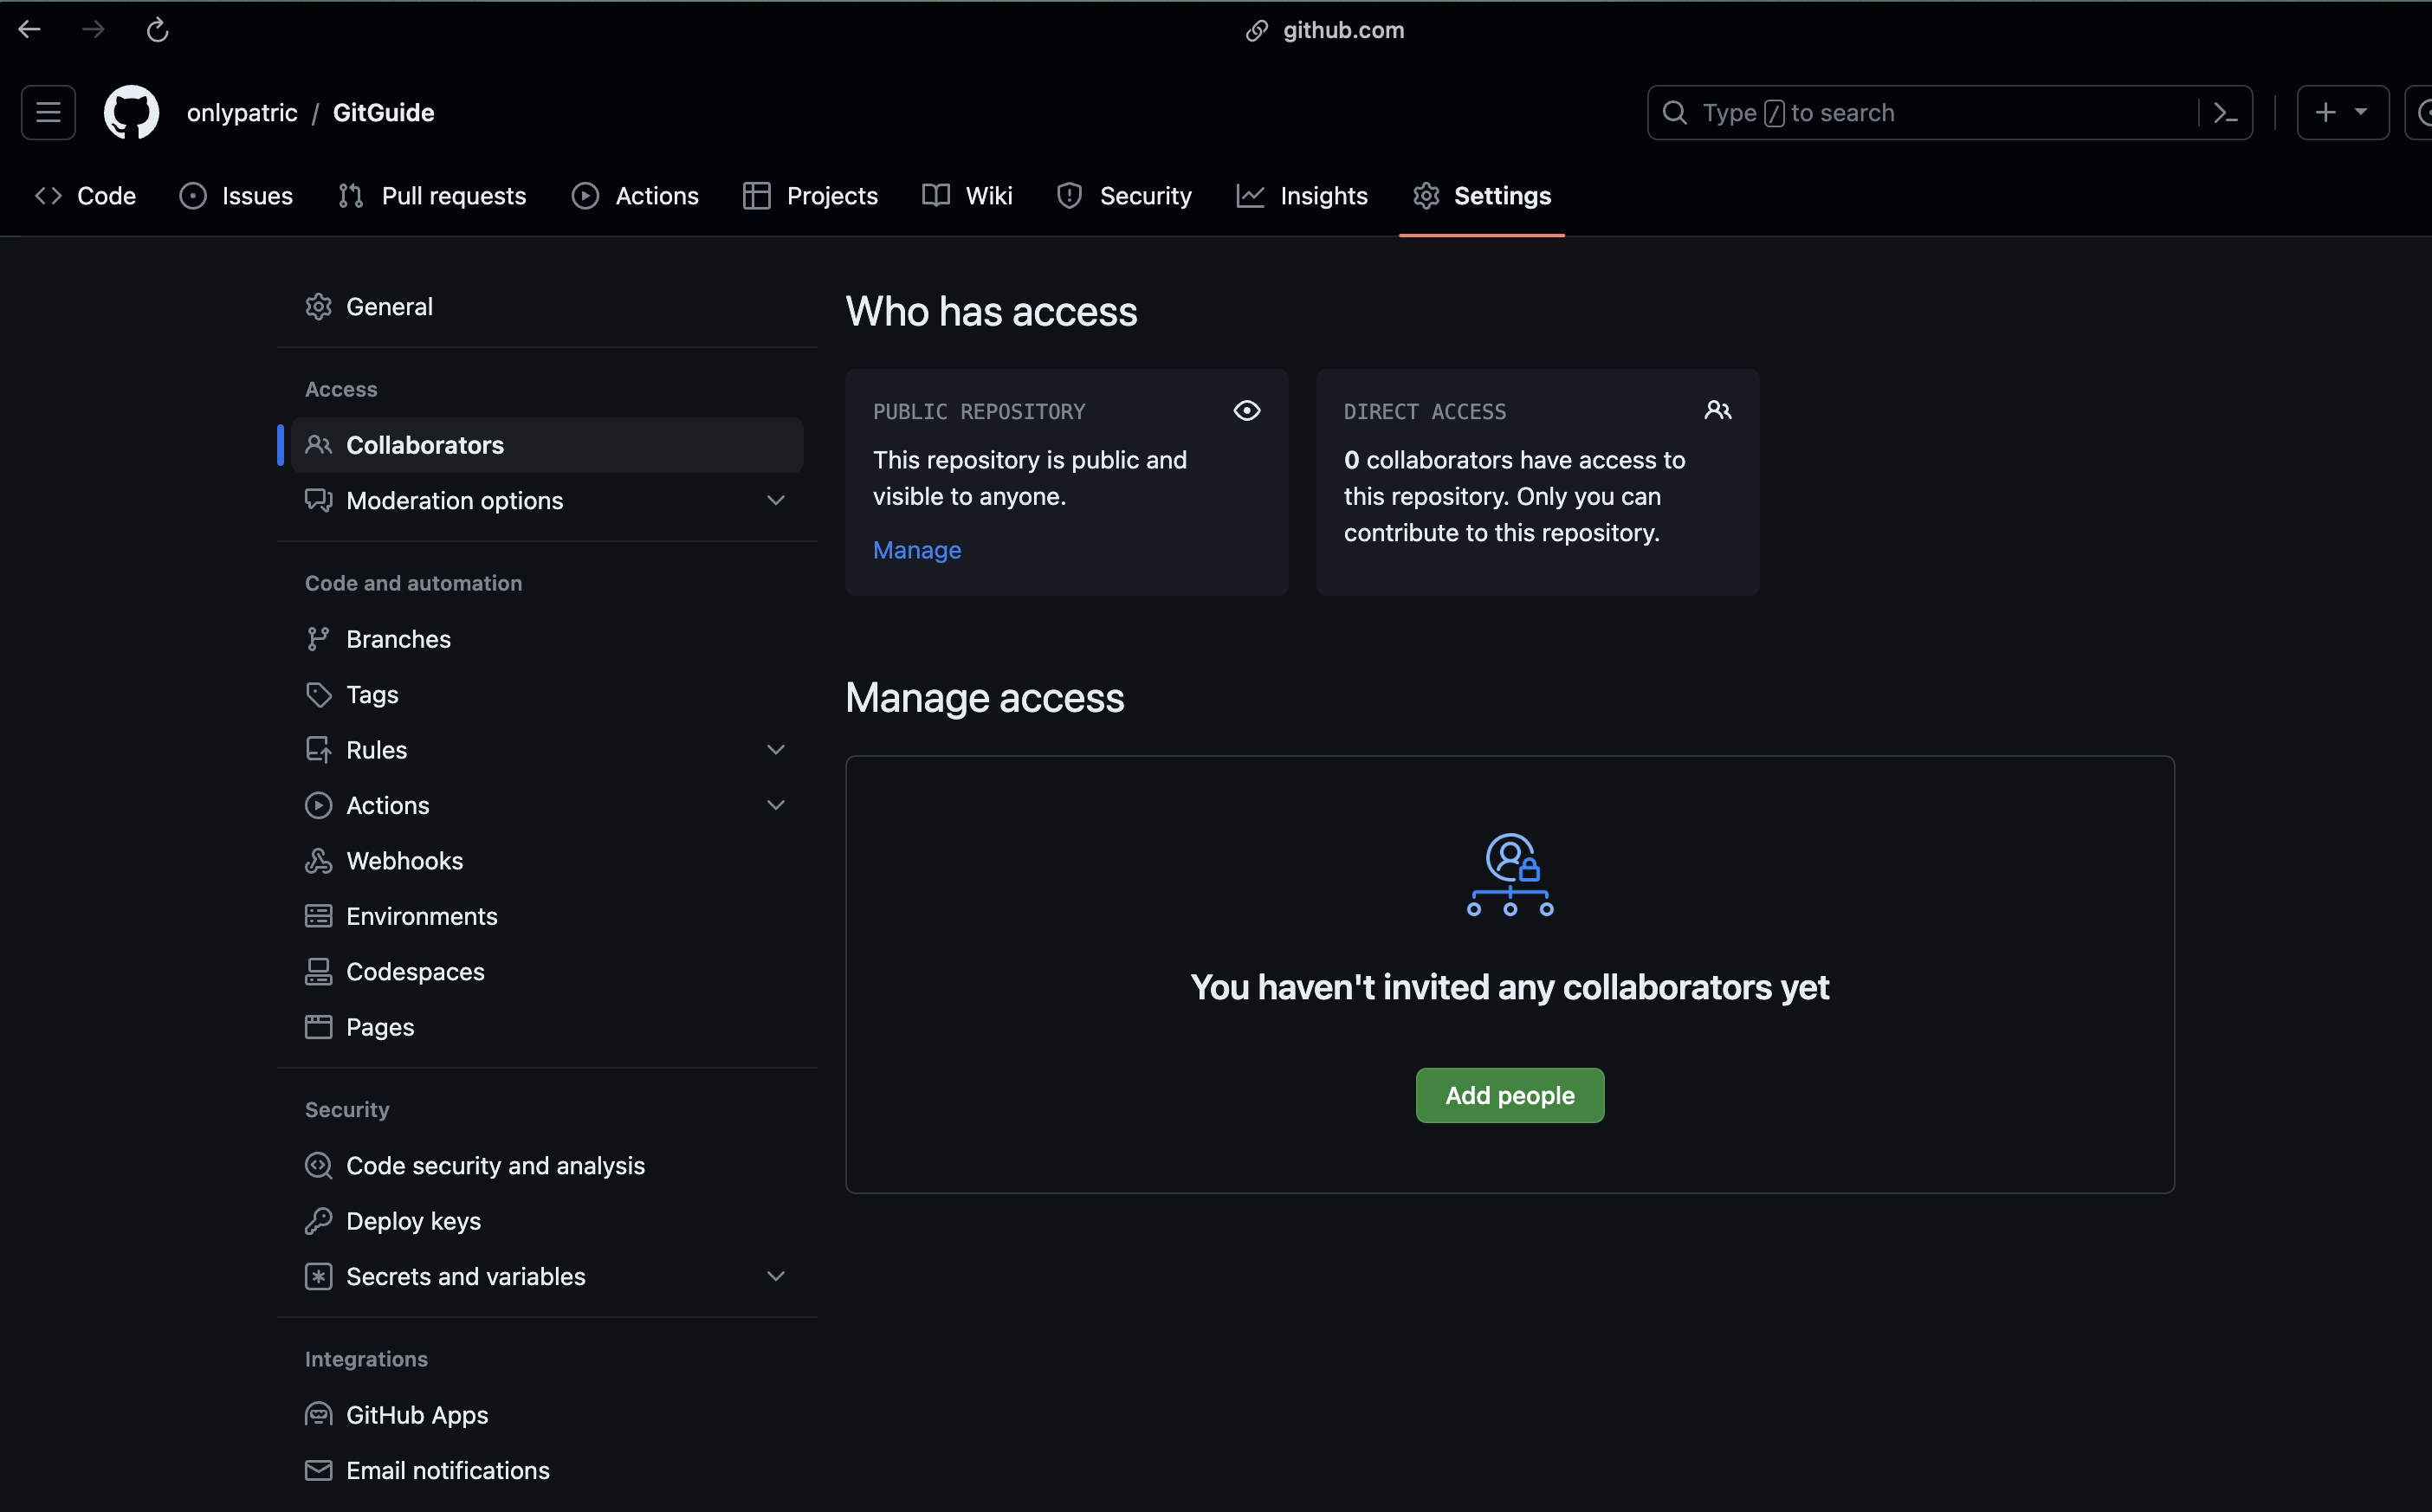 github.com
onlypatric / GitGuide
Type / to search
Code Issues Pull requests Actions Projects Wiki Security Insights Settings
General
Access
Collaborators
Moderation options
Code and automation
Branches
Tags
Rules
Actions
Webhooks
Environments
Codespaces
Pages
Security
Code security and analysis
Deploy keys
Secrets and variables
Integrations
GitHub Apps
Email notifications
Who has access
PUBLIC REPOSITORY
This repository is public and
visible to anyone.
Manage
DIRECT ACCESS
0 collaborators have access to
this repository. Only you can
contribute to this repository.
Manage access
You haven't invited any collaborators yet
Add people